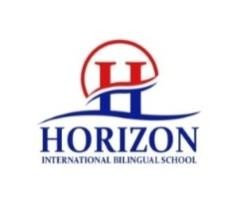 H
HORIZON
INTERNATIONAL BILINGUAL SCHOOL